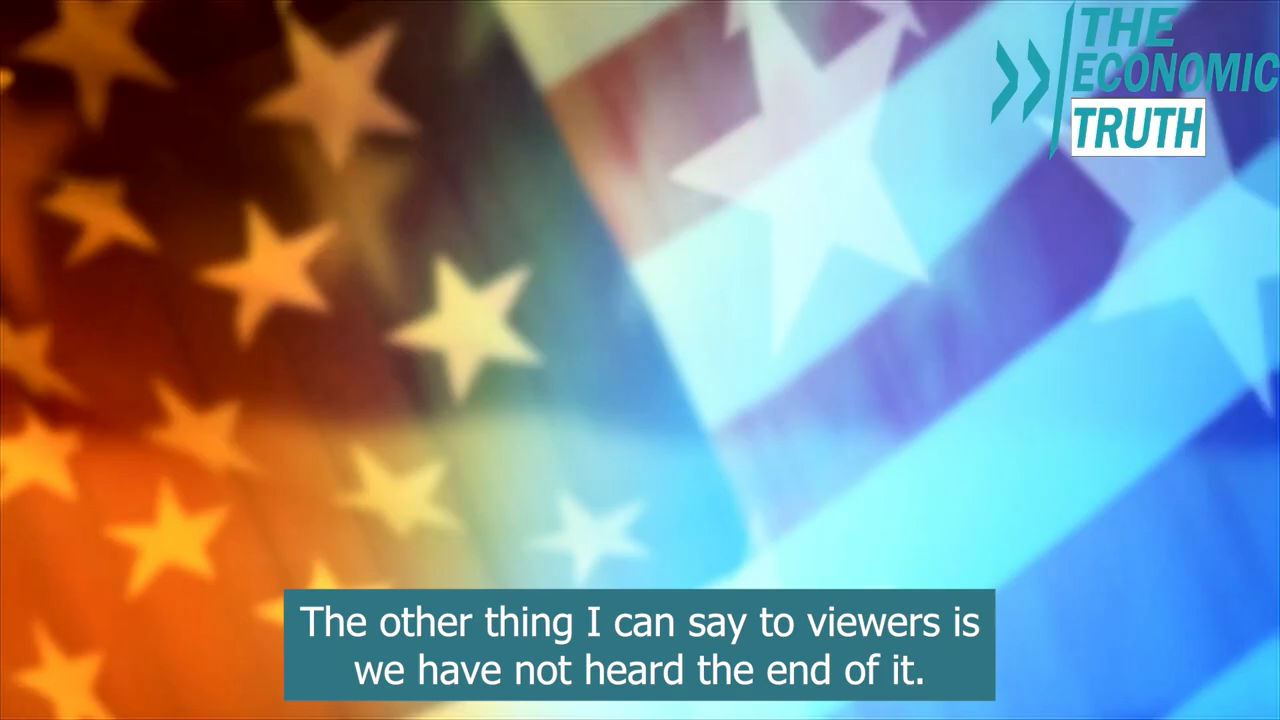 THE
ECONOMIC
TRUTH
The other thing I can say to viewers is
we have not heard the end of it.